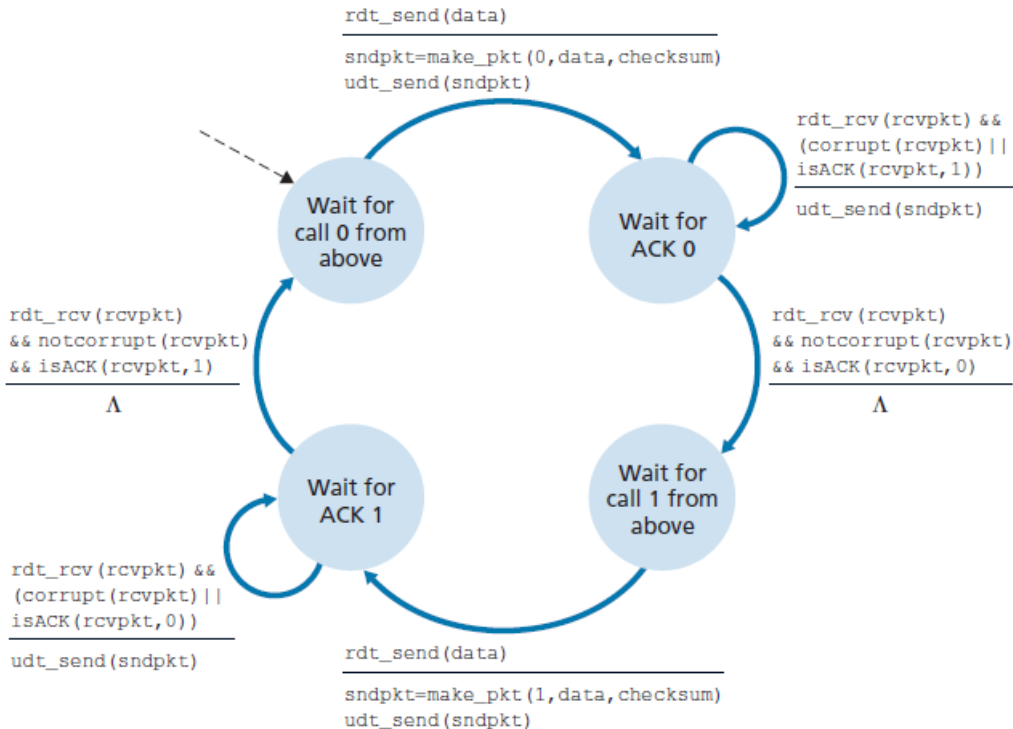 rdt_send(data)
sndpkt=make_pkt(0,data,checksum)
udt_send(sndpkt)
rdt_rcv(rcvpkt) &&
(corrupt(rcvpkt)||
isACK(rcvpkt,1))
udt_send(sndpkt)
Wait for
call 0 from
above
Wait for
ACK 0
rdt_rcv(rcvpkt)
&& notcorrupt(rcvpkt)
&& isACK(rcvpkt,1)
Λ
rdt_rcv(rcvpkt)
&& notcorrupt(rcvpkt)
&& isACK(rcvpkt,0)
Λ
Wait for
ACK 1
Wait for
call 1 from
above
rdt_rcv(rcvpkt) &&
(corrupt(rcvpkt)||
isACK(rcvpkt,0))
udt_send(sndpkt)
rdt_send(data)
sndpkt=make_pkt(1,data,checksum)
udt_send(sndpkt)